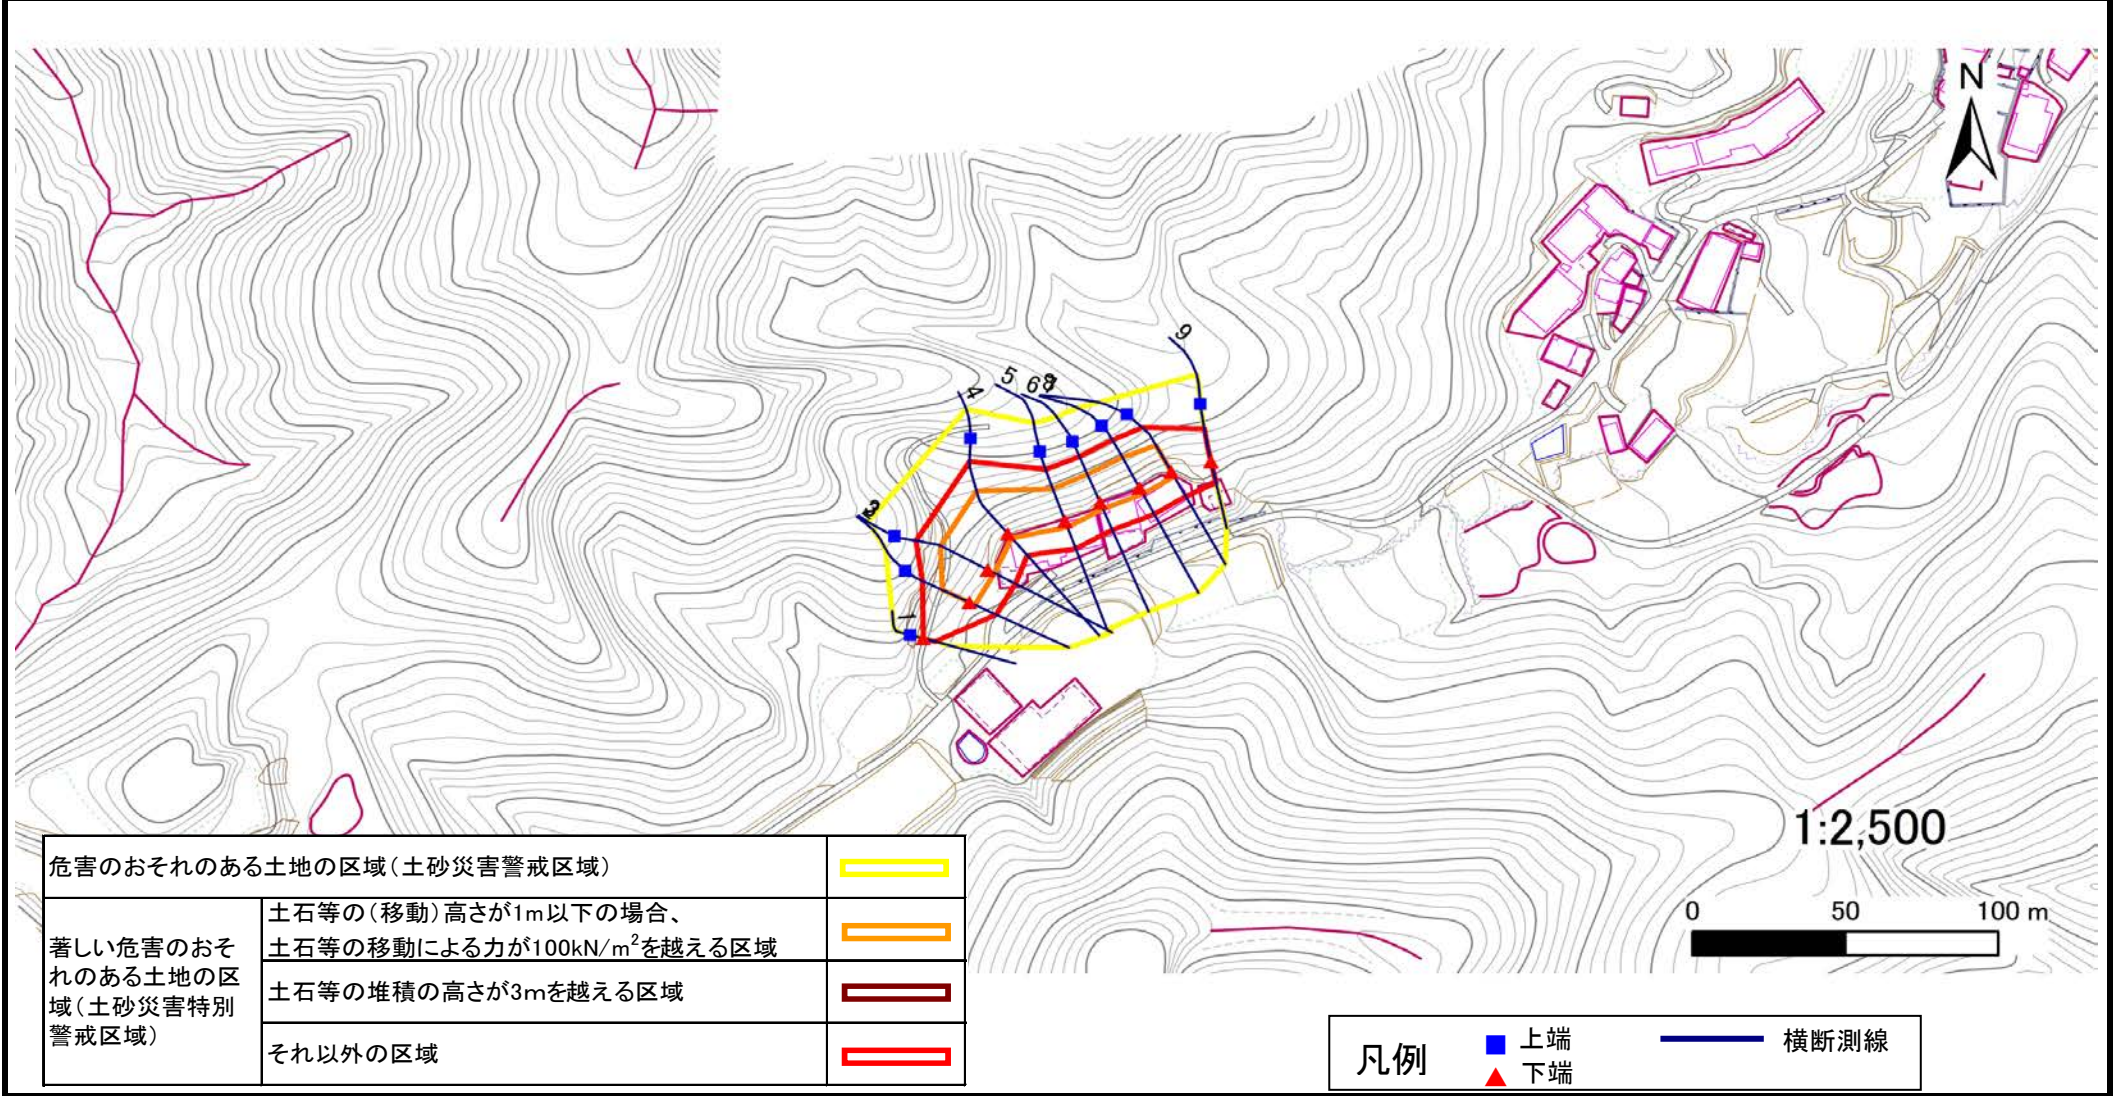 N
9
5
6
4
3
1
1:2,500
0 50 100 m
危害のおそれのある土地の区域(土砂災害警戒区域)
著しい危害のおそ
れのある土地の区
域(土砂災害特別
警戒区域)
土石等の(移動)高さが1m以下の場合、
土石等の移動による力が100kN/m²を越える区域
土石等の堆積の高さが3mを越える区域
それ以外の区域
凡例
上端
下端
横断測線